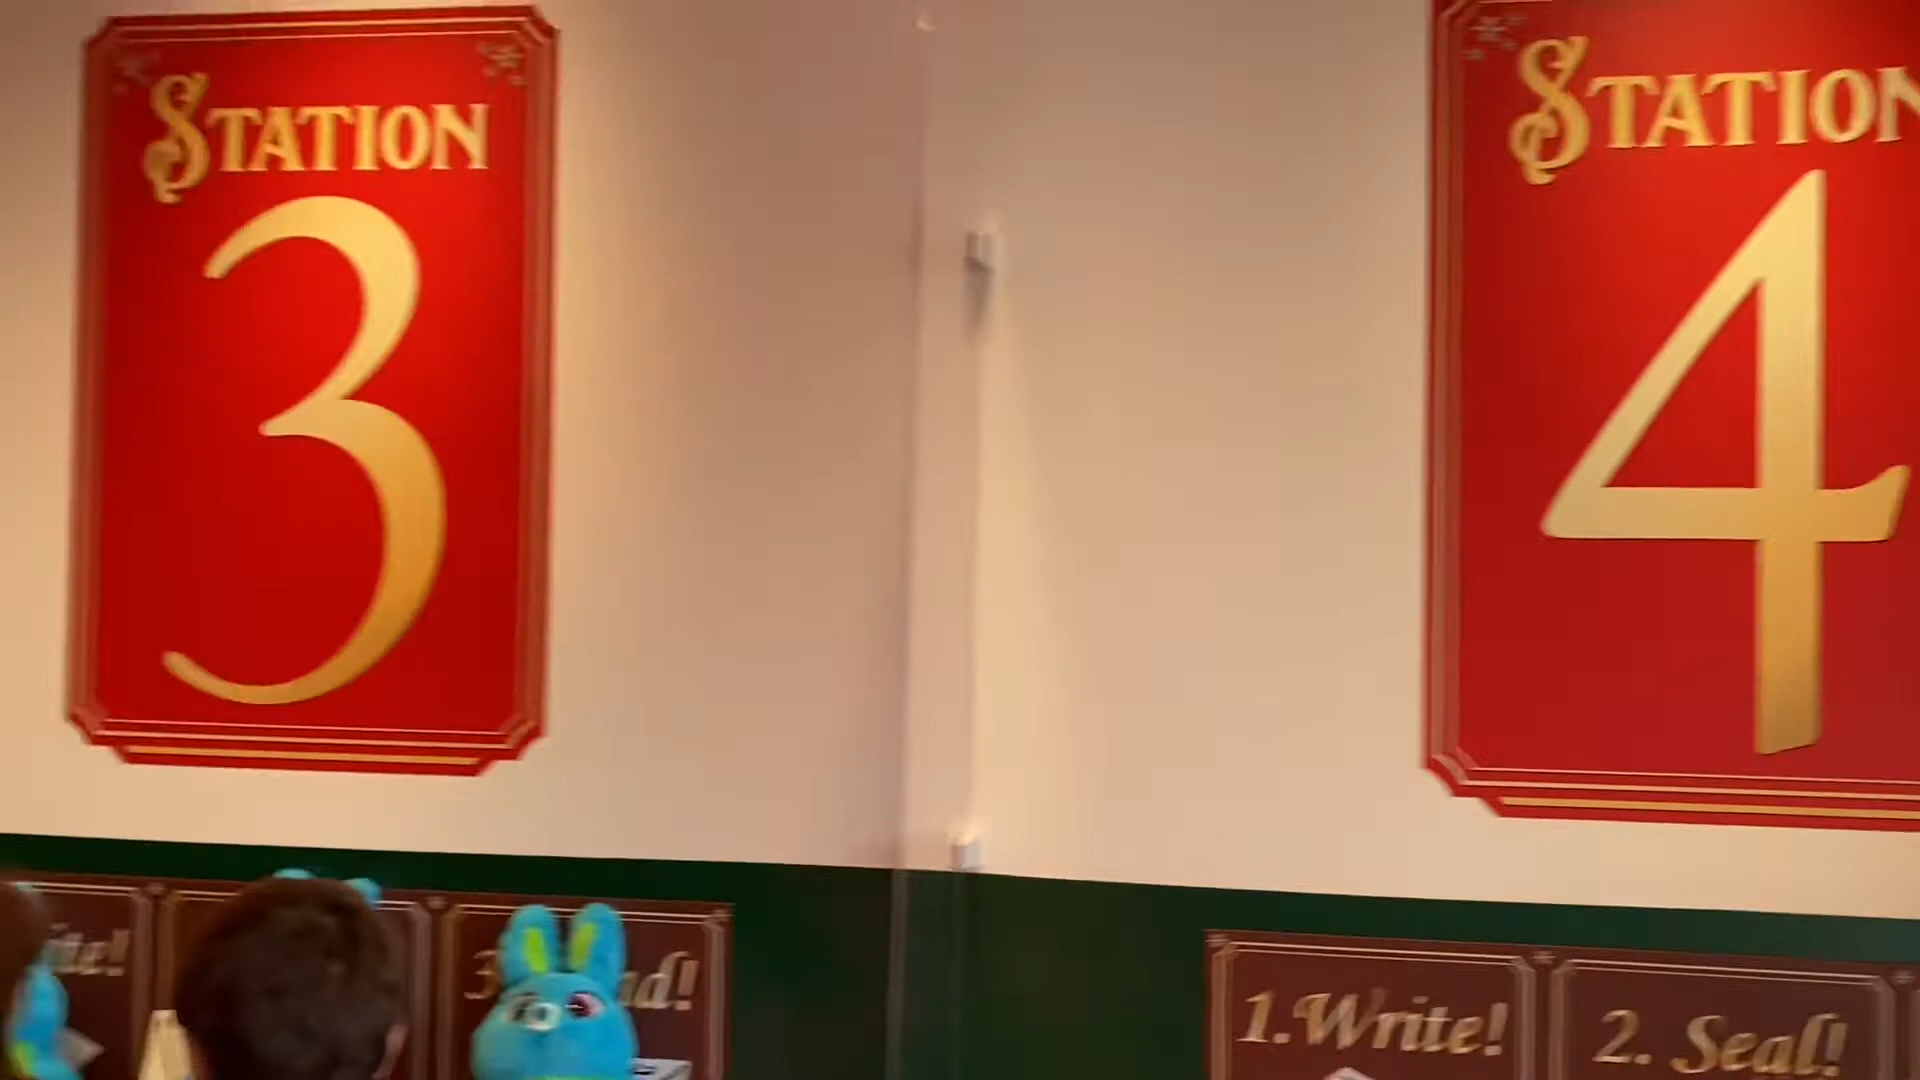 STATION
3
STATION
4
1. Write!
2. Seal!